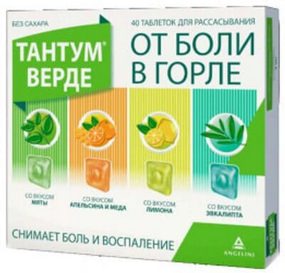 БЕЗ САХАРА
40 ТАБЛЕТОК ДЛЯ РАССАСЫВАНИЯ
ТАНТУМ®
ВЕРДЕ
ОТ БОЛИ
В ГОРЛЕ
СО ВКУСОМ
МЯТЫ
СО ВКУСОМ
АПЕЛЬСИНА И МЕДА
СО ВКУСОМ
ЛИМОНА
СО ВКУСОМ
ЭВКАЛИПТА
СНИМАЕТ БОЛЬ И ВОСПАЛЕНИЕ
ANGELINI